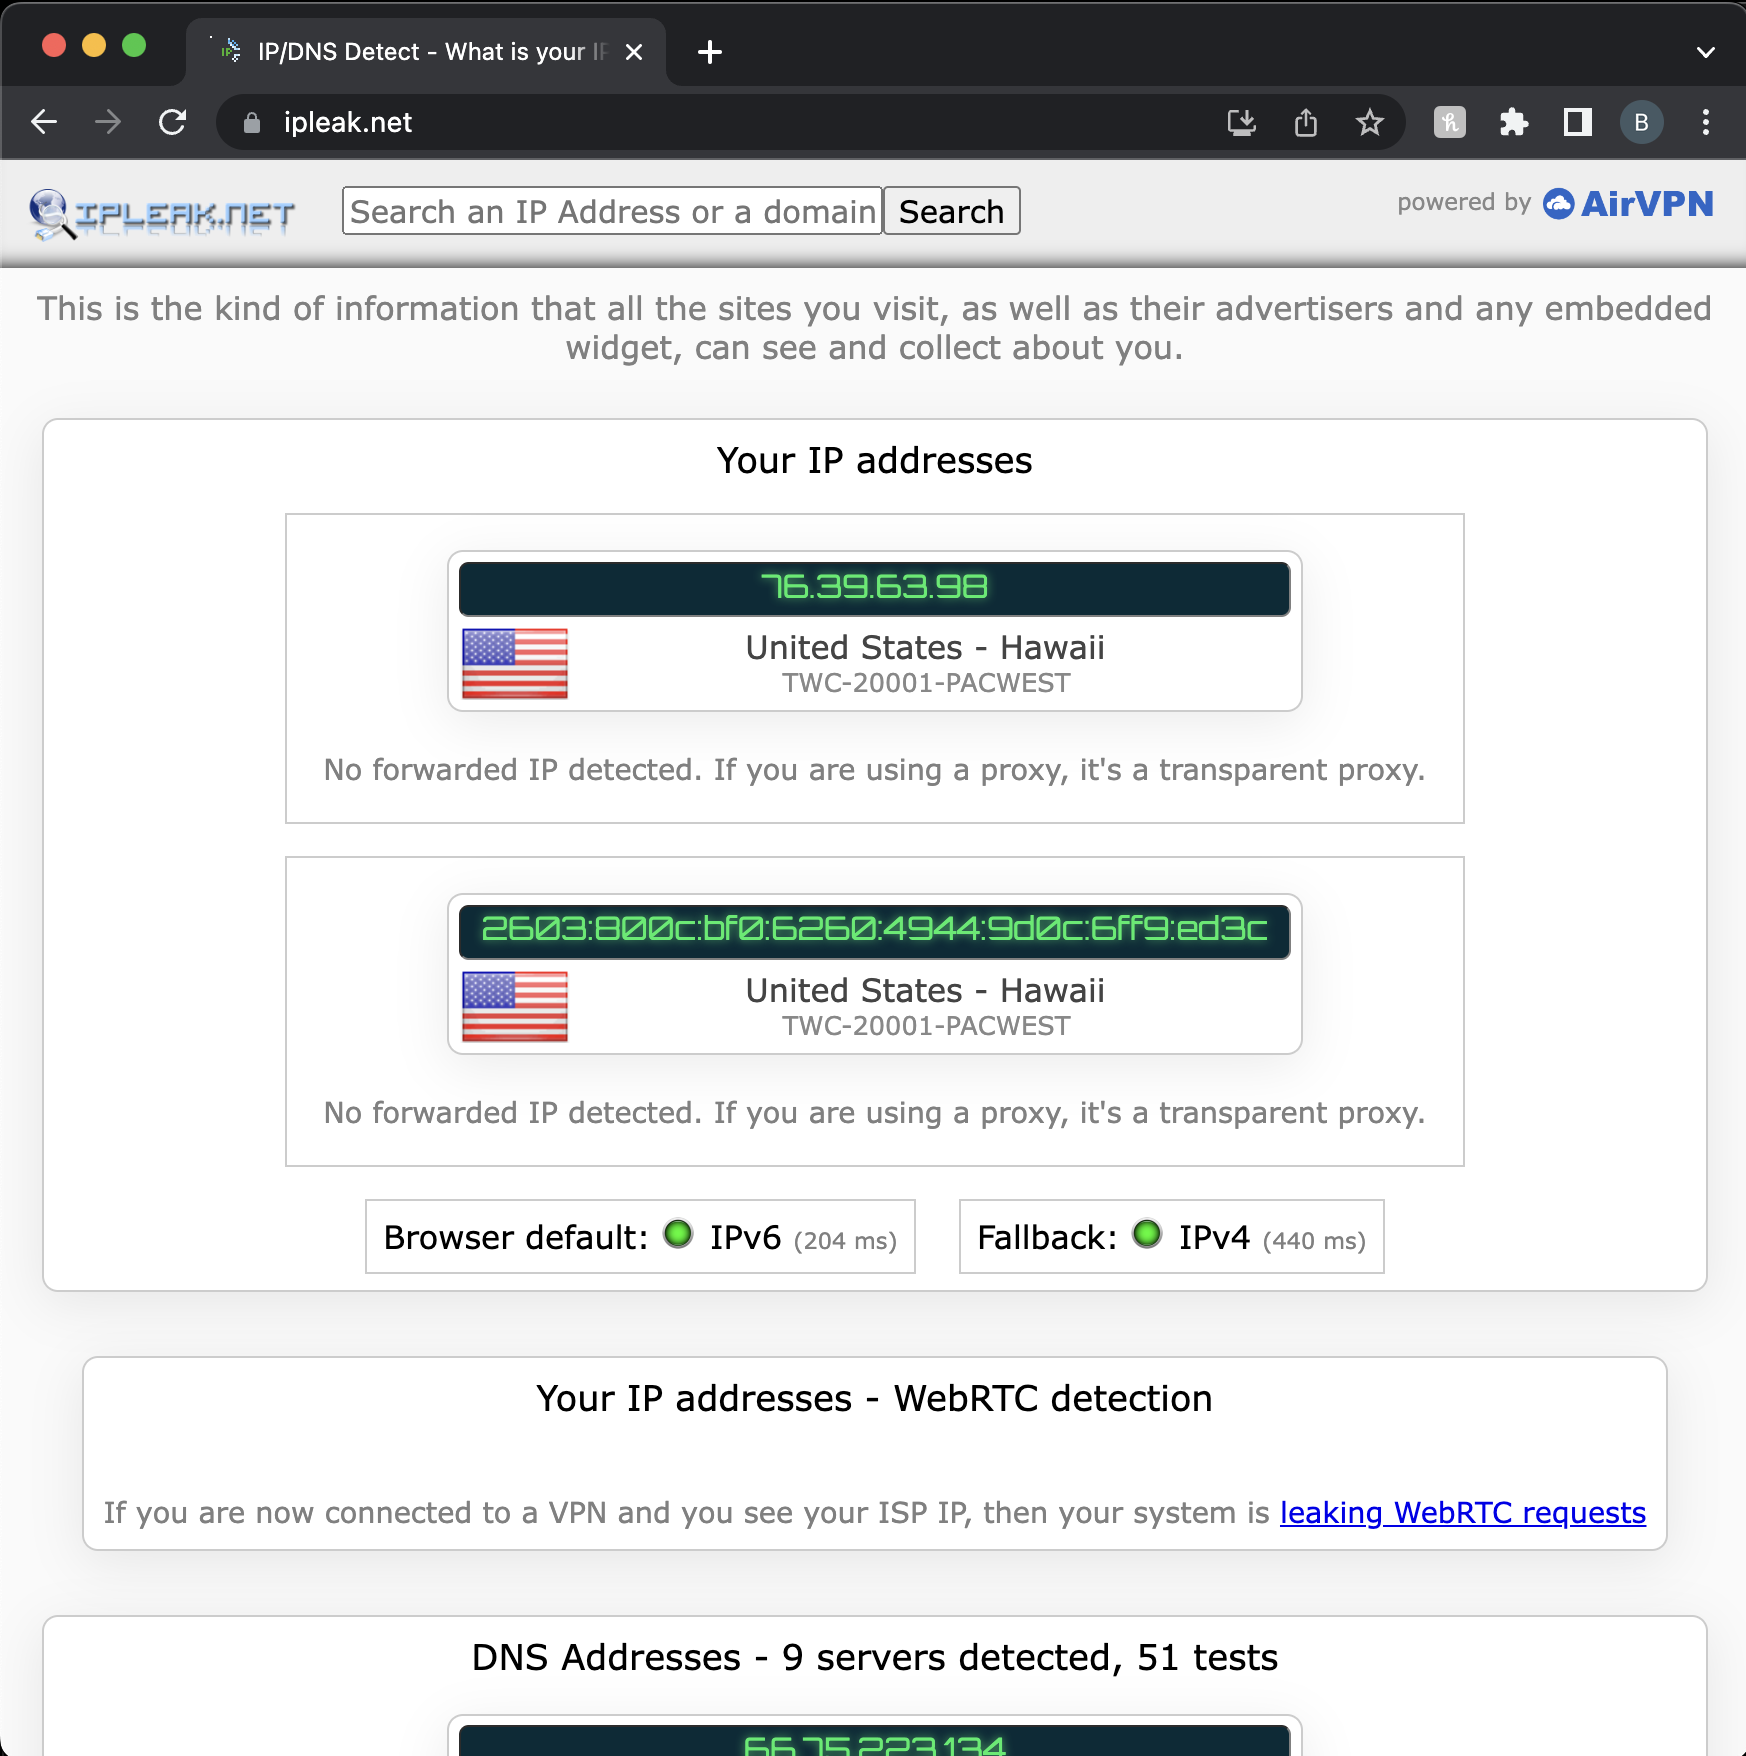 IP/DNS Detect - What is your IP
ipleak.net
B
IPLEAK.NET
Search an IP Address or a domain
Search
powered by AirVPN
This is the kind of information that all the sites you visit, as well as their advertisers and any embedded
widget, can see and collect about you.
Your IP addresses
76.39.63.98
United States - Hawaii
TWC-20001-PACWEST
No forwarded IP detected. If you are using a proxy, it's a transparent proxy.
2603:800c:bf0:6260:4944:9d0c:6ff9:ed3c
United States - Hawaii
TWC-20001-PACWEST
No forwarded IP detected. If you are using a proxy, it's a transparent proxy.
Browser default: IPv6 (204 ms) Fallback: IPv4 (440 ms)
Your IP addresses - WebRTC detection
If you are now connected to a VPN and you see your ISP IP, then your system is leaking WebRTC requests
DNS Addresses - 9 servers detected, 51 tests
66.75.223.134